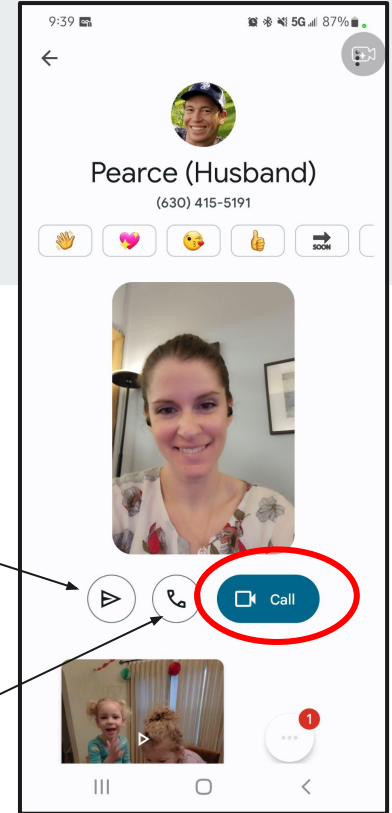 9:39 5G 87%
Pearce (Husband)
(630) 415-5191
SOON
Call
1